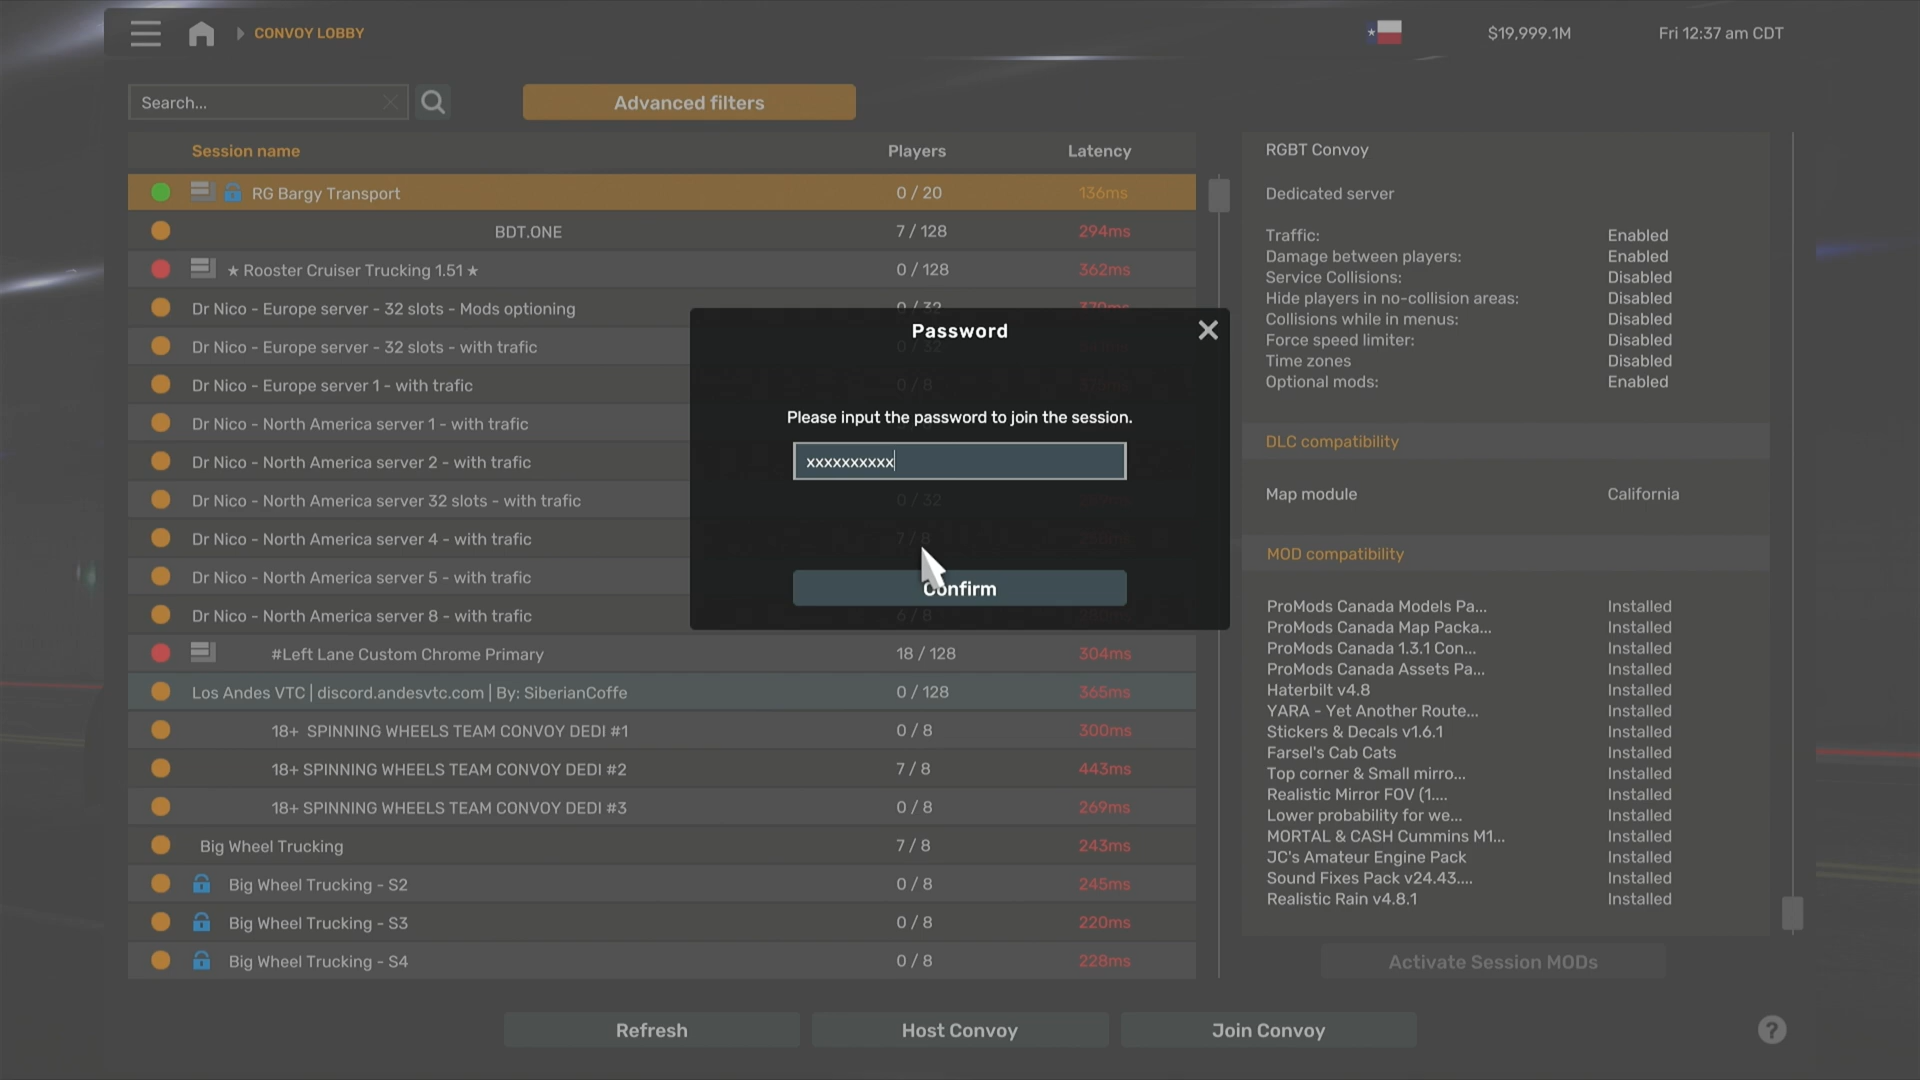 CONVOY LOBBY
$19,999.1M
Fri 12:37 am CDT
Search...
Advanced filters
Session name Players Latency
RG Bargy Transport 0 / 20 136ms
BDT.ONE 7 / 128 294ms
★ Rooster Cruiser Trucking 1.51 ★ 0 / 128 362ms
Dr Nico - Europe server - 32 slots - Mods optioning 0 / 32 370ms
Dr Nico - Europe server - 32 slots - with trafic 0 / 32
Dr Nico - Europe server 1 - with trafic 0 / 8
Dr Nico - North America server 1 - with trafic
Dr Nico - North America server 2 - with trafic
Dr Nico - North America server 32 slots - with trafic 0 / 32
Dr Nico - North America server 4 - with trafic 7 / 8
Dr Nico - North America server 5 - with trafic
Dr Nico - North America server 8 - with trafic 6 / 8
#Left Lane Custom Chrome Primary 18 / 128 304ms
Los Andes VTC | discord.andesvtc.com | By: SiberianCoffe 0 / 128 365ms
18+ SPINNING WHEELS TEAM CONVOY DEDI #1 0 / 8 300ms
18+ SPINNING WHEELS TEAM CONVOY DEDI #2 7 / 8 443ms
18+ SPINNING WHEELS TEAM CONVOY DEDI #3 0 / 8 269ms
Big Wheel Trucking 7 / 8 243ms
Big Wheel Trucking - S2 0 / 8 245ms
Big Wheel Trucking - S3 0 / 8 220ms
Big Wheel Trucking - S4 0 / 8 228ms
Password
Please input the password to join the session.
xxxxxxxxxx
Confirm
RGBT Convoy
Dedicated server
Traffic: Enabled
Damage between players: Enabled
Service Collisions: Disabled
Hide players in no-collision areas: Disabled
Collisions while in menus: Disabled
Force speed limiter: Disabled
Time zones Disabled
Optional mods: Enabled
DLC compatibility
Map module California
MOD compatibility
ProMods Canada Models Pa... Installed
ProMods Canada Map Packa... Installed
ProMods Canada 1.3.1 Con... Installed
ProMods Canada Assets Pa... Installed
Haterbilt v4.8 Installed
YARA - Yet Another Route... Installed
Stickers & Decals v1.6.1 Installed
Farsel's Cab Cats Installed
Top corner & Small mirro... Installed
Realistic Mirror FOV (1.... Installed
Lower probability for we... Installed
MORTAL & CASH Cummins M1... Installed
JC's Amateur Engine Pack Installed
Sound Fixes Pack v24.43.... Installed
Realistic Rain v4.8.1 Installed
Activate Session MODs
Refresh
Host Convoy
Join Convoy
?